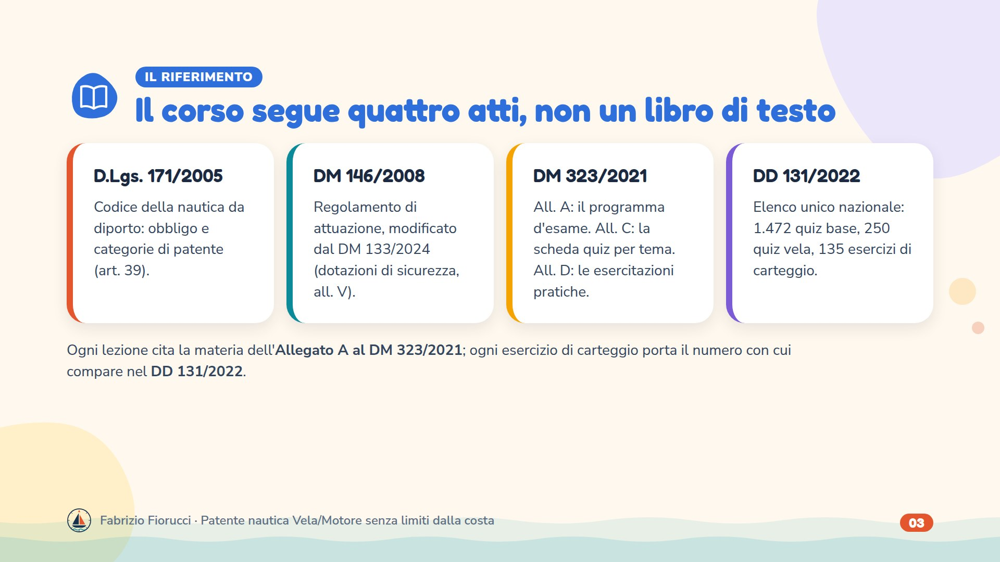 IL RIFERIMENTO
Il corso segue quattro atti, non un libro di testo
D.Lgs. 171/2005
Codice della nautica da
diporto: obbligo e
categorie di patente
(art. 39).
DM 146/2008
Regolamento di
attuazione, modificato
dal DM 133/2024
(dotazioni di sicurezza,
all. V).
DM 323/2021
All. A: il programma
d'esame. All. C: la
scheda quiz per tema.
All. D: le esercitazioni
pratiche.
DD 131/2022
Elenco unico nazionale:
1.472 quiz base, 250
quiz vela, 135 esercizi di
carteggio.
Ogni lezione cita la materia dell'Allegato A al DM 323/2021; ogni esercizio di carteggio porta il numero con cui
compare nel DD 131/2022.
Fabrizio Fiorucci · Patente nautica Vela/Motore senza limiti dalla costa
03